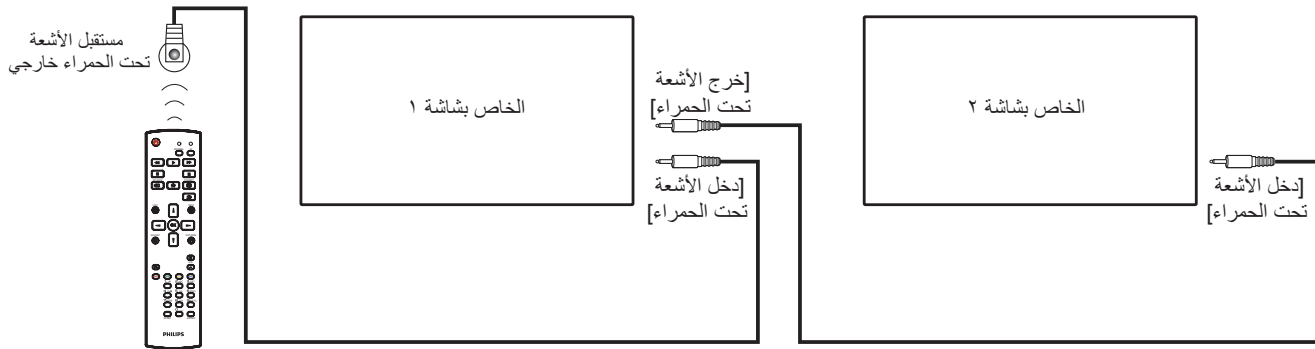 مستقبل الأشعة
تحت الحمراء خارجي
PHILIPS
الخاص بشاشة ١
[خرج الأشعة
تحت الحمراء]
[دخل الأشعة
تحت الحمراء]
الخاص بشاشة ٢
[دخل الأشعة
تحت الحمراء]